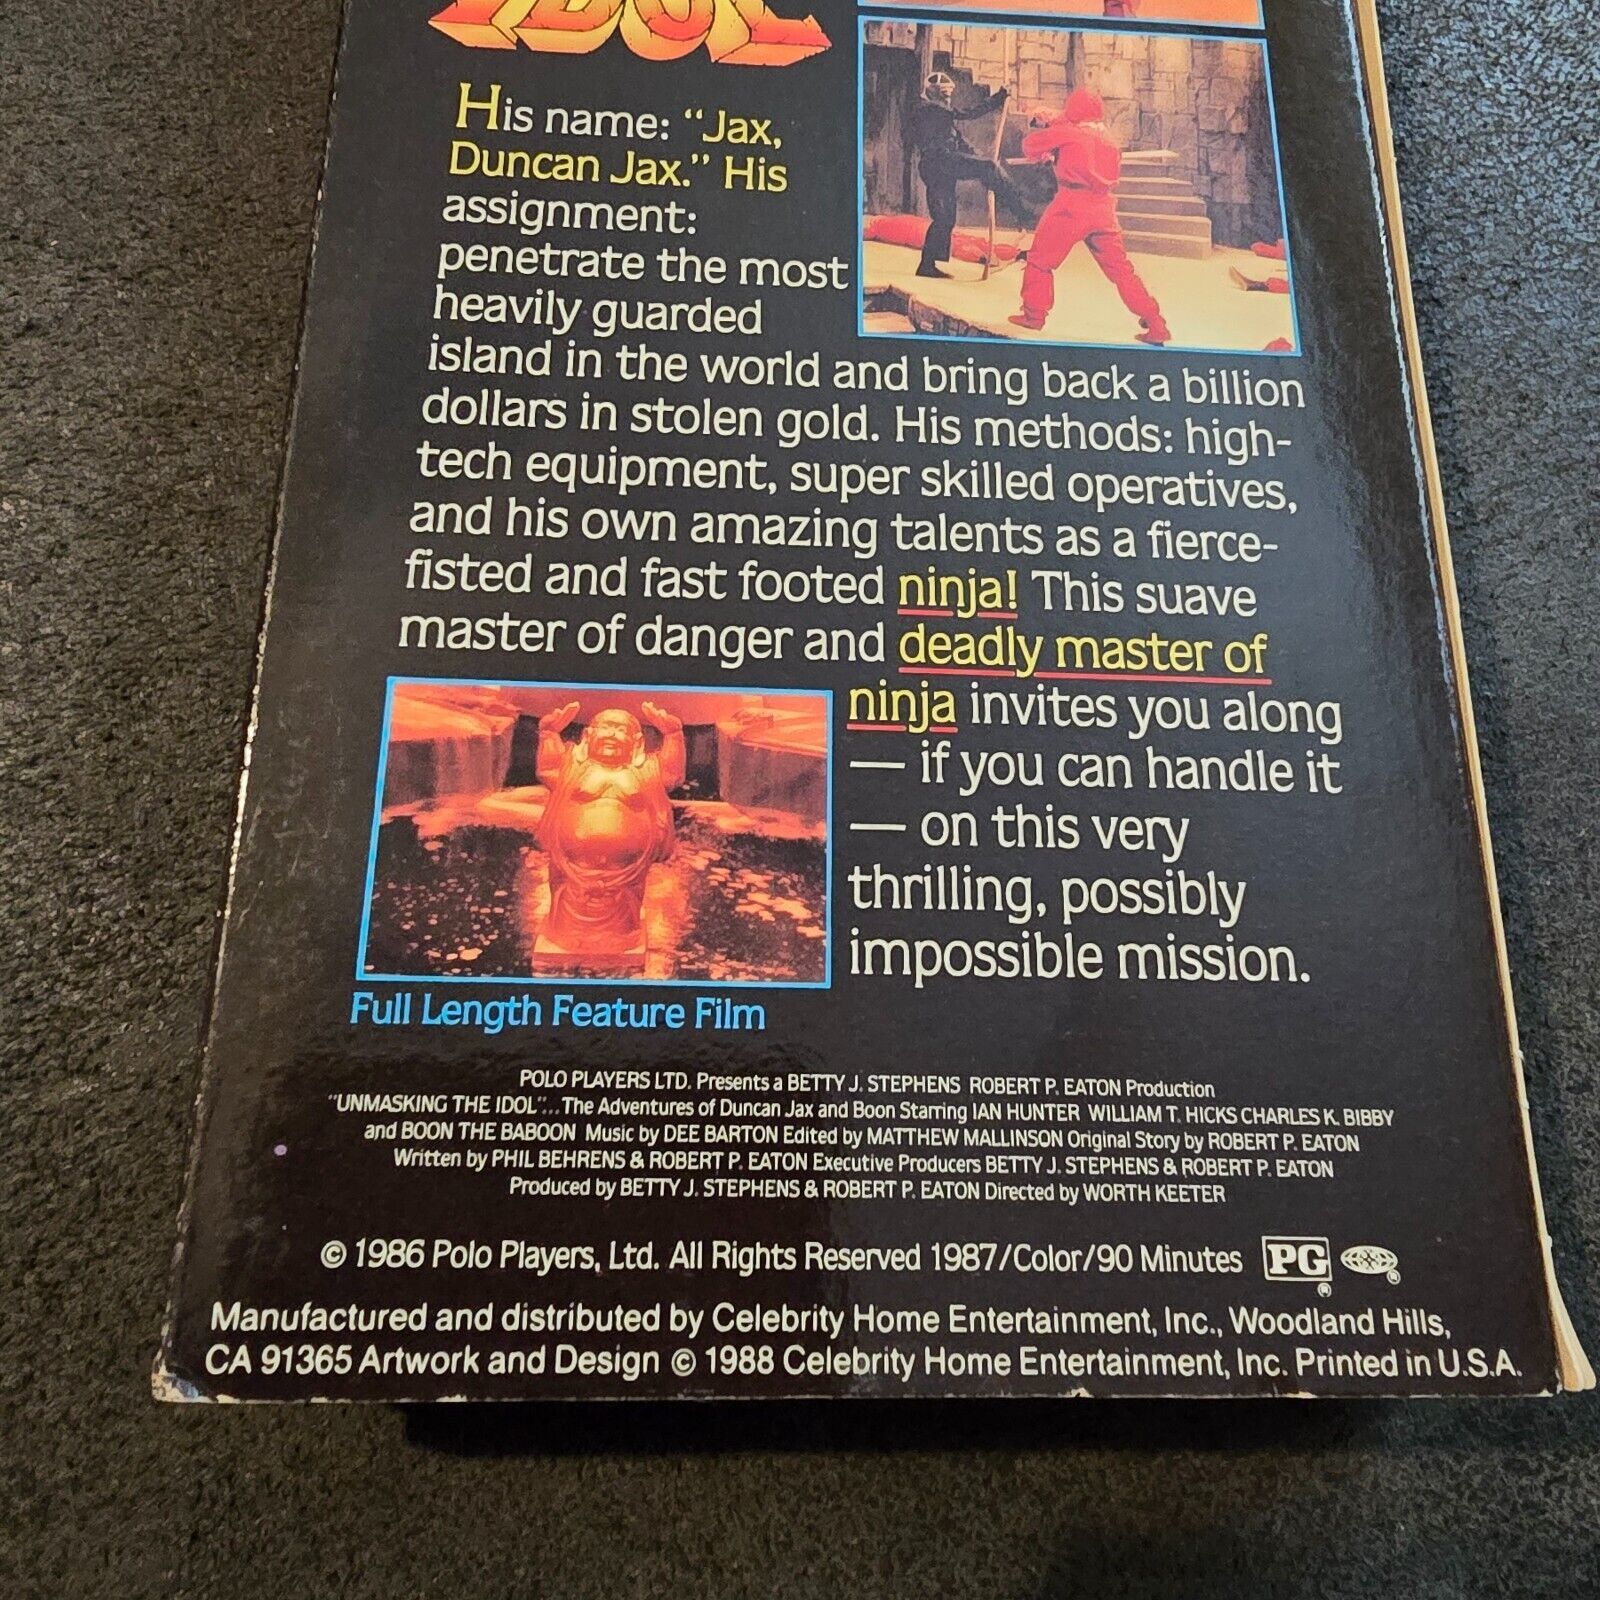 IDOL
His name: “Jax,
Duncan Jax.” His
assignment:
penetrate the most
heavily guarded
island in the world and bring back a billion
dollars in stolen gold. His methods: high-
tech equipment, super skilled operatives,
and his own amazing talents as a fierce-
fisted and fast footed ninja! This suave
master of danger and deadly master of
ninja invites you along
— if you can handle it
— on this very
thrilling, possibly
impossible mission.
Full Length Feature Film
POLO PLAYERS LTD. Presents a BETTY J. STEPHENS ROBERT P. EATON Production
"UNMASKING THE IDOL"...The Adventures of Duncan Jax and Boon Starring IAN HUNTER WILLIAM T. HICKS CHARLES K. BIBBY
and BOON THE BABOON Music by DEE BARTON Edited by MATTHEW MALLINSON Original Story by ROBERT P. EATON
Written by PHIL BEHRENS & ROBERT P. EATON Executive Producers BETTY J. STEPHENS & ROBERT P. EATON
Produced by BETTY J. STEPHENS & ROBERT P. EATON Directed by WORTH KEETER
© 1986 Polo Players, Ltd. All Rights Reserved 1987/Color/90 Minutes PG ® ®
Manufactured and distributed by Celebrity Home Entertainment, Inc., Woodland Hills,
CA 91365 Artwork and Design © 1988 Celebrity Home Entertainment, Inc. Printed in U.S.A.